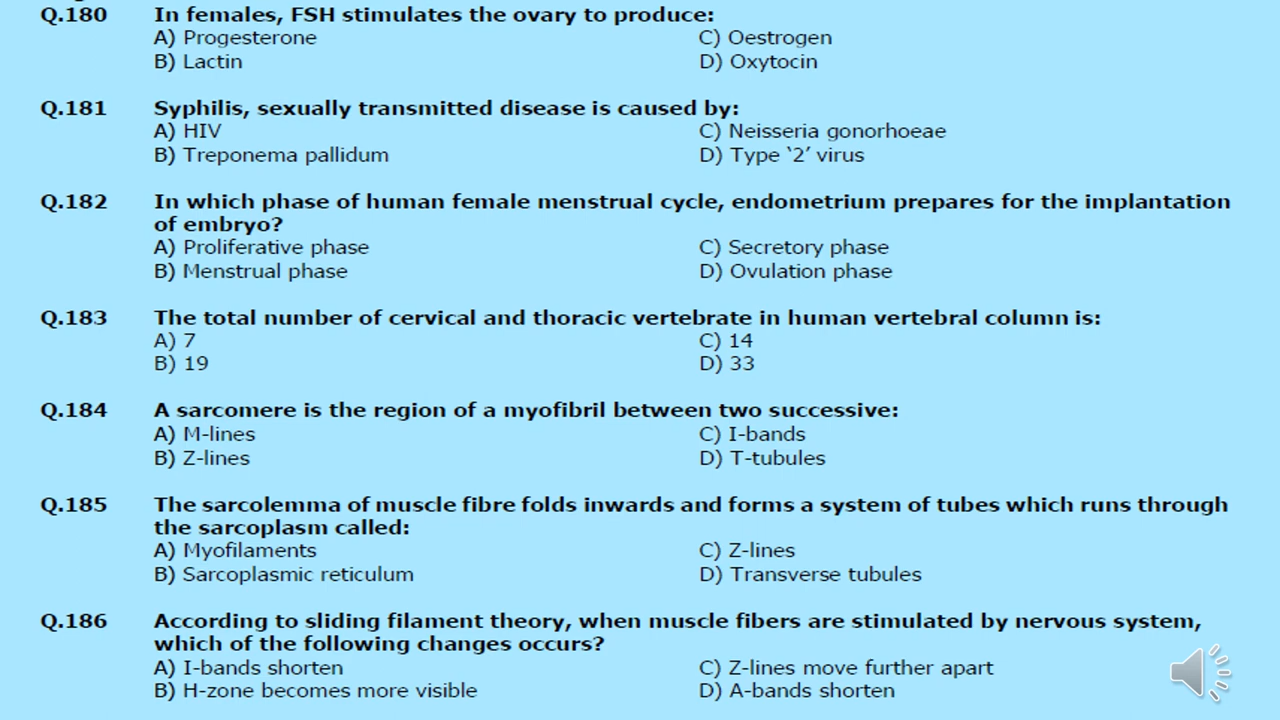 Q.180 In females, FSH stimulates the ovary to produce:
A) Progesterone C) Oestrogen
B) Lactin D) Oxytocin
Q.181 Syphilis, sexually transmitted disease is caused by:
A) HIV C) Neisseria gonorhoeae
B) Treponema pallidum D) Type ‘2’ virus
Q.182 In which phase of human female menstrual cycle, endometrium prepares for the implantation
of embryo?
A) Proliferative phase C) Secretory phase
B) Menstrual phase D) Ovulation phase
Q.183 The total number of cervical and thoracic vertebrate in human vertebral column is:
A) 7 C) 14
B) 19 D) 33
Q.184 A sarcomere is the region of a myofibril between two successive:
A) M-lines C) I-bands
B) Z-lines D) T-tubules
Q.185 The sarcolemma of muscle fibre folds inwards and forms a system of tubes which runs through
the sarcoplasm called:
A) Myofilaments C) Z-lines
B) Sarcoplasmic reticulum D) Transverse tubules
Q.186 According to sliding filament theory, when muscle fibers are stimulated by nervous system,
which of the following changes occurs?
A) I-bands shorten C) Z-lines move further apart
B) H-zone becomes more visible D) A-bands shorten